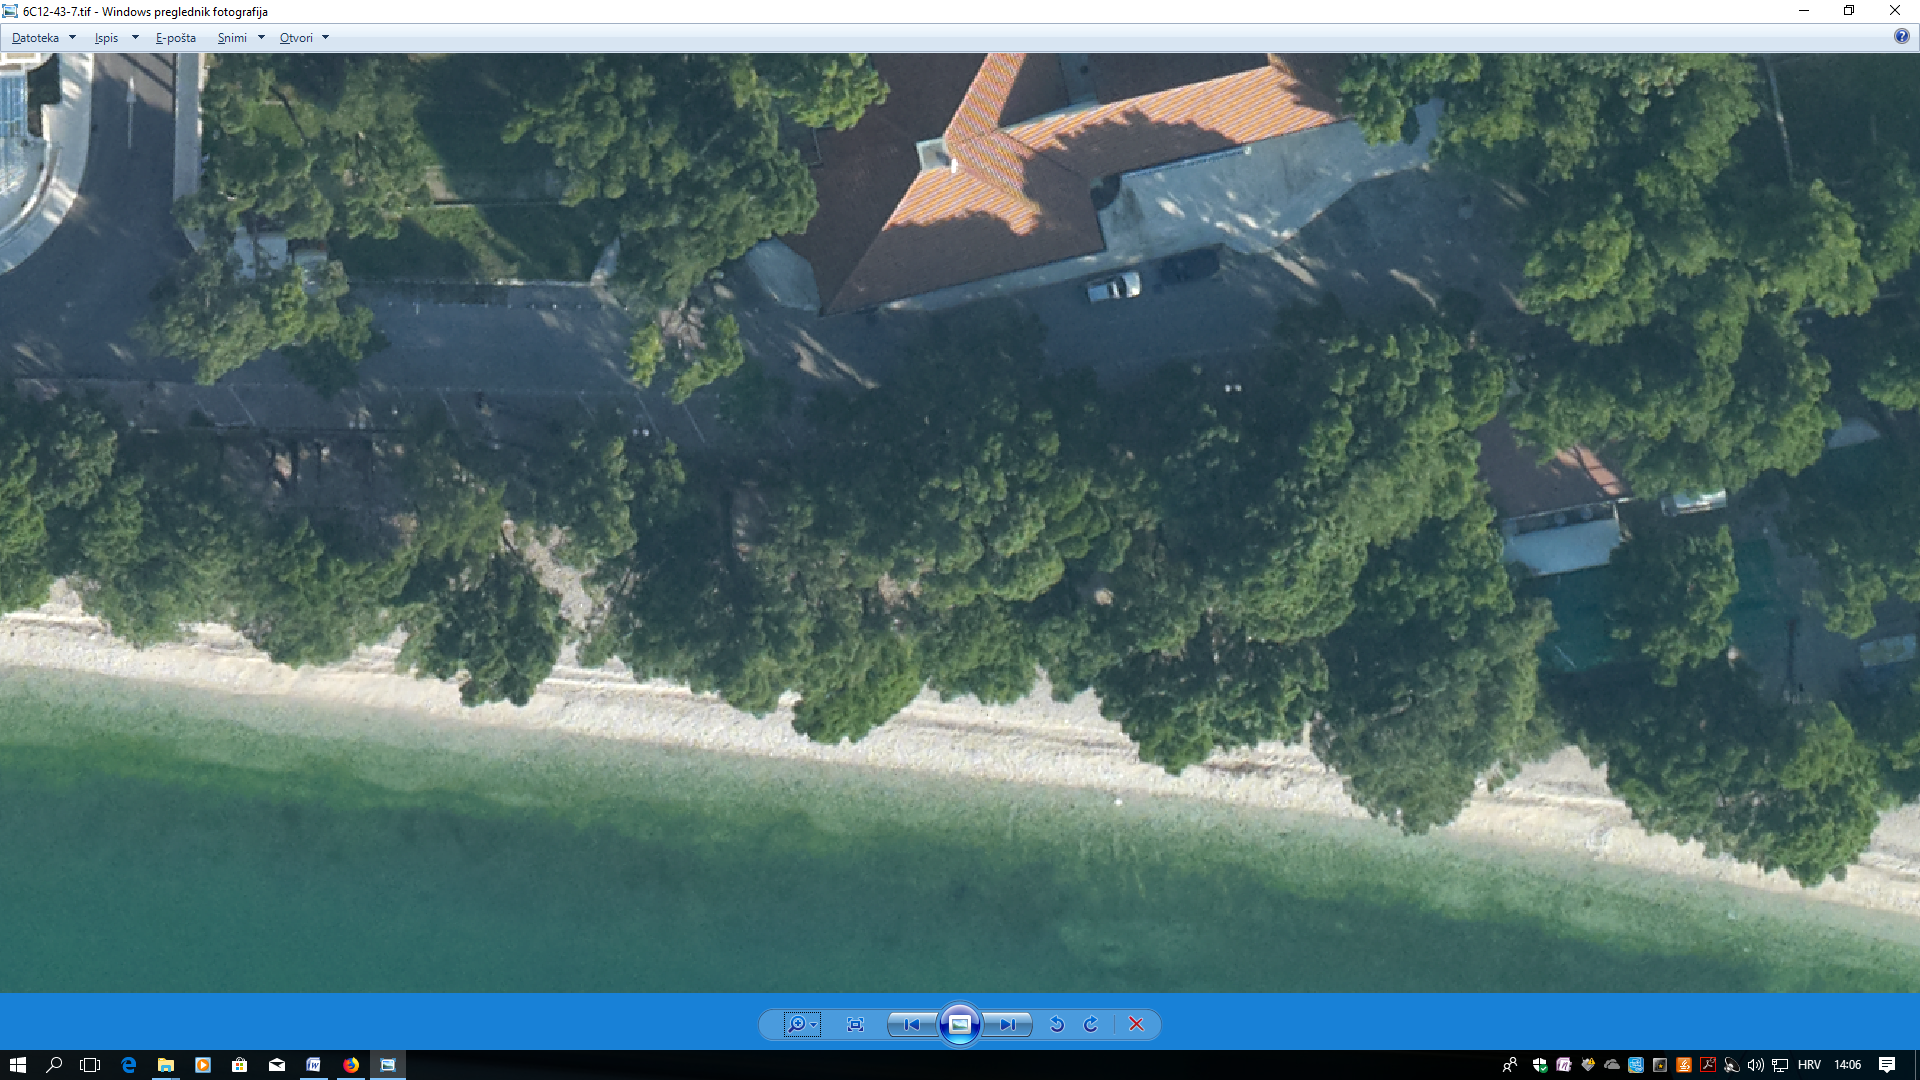 6C12-43-7.tif - Windows preglednik fotografija
Datoteka Ispis E-pošta Snimi Otvori
HRV 14:06